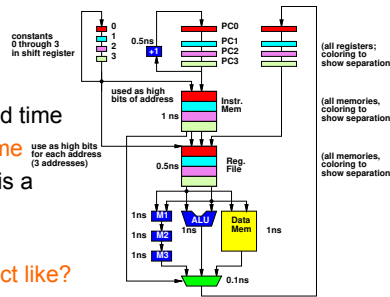 constants
0 through 3
in shift register
0
1
2
3
0.5ns
+1
PC0
PC1
PC2
PC3
(all registers;
coloring to
show separation
used as high
bits of address
1 ns
Instr.
Mem
(all memories,
coloring to
show separation
d time
me
is a
ct like?
use as high bits
for each address
(3 addresses)
0.5ns
Reg.
File
(all memories,
coloring to
show separation
1ns
M1
1ns
M2
1ns
M3
ALU
1ns
Data
Mem
1ns
0.1ns